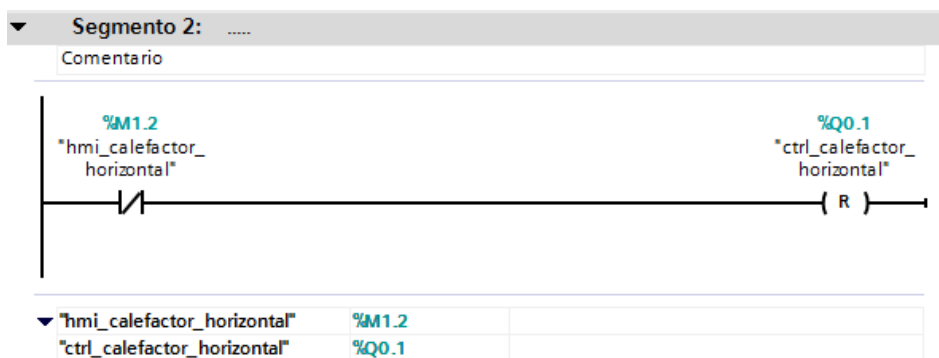 Segmento 2: .....
Comentario
%M1.2
"hmi_calefactor_
horizontal"
%Q0.1
"ctrl_calefactor_
horizontal"
R
"hmi_calefactor_horizontal" %M1.2
"ctrl_calefactor_horizontal" %Q0.1